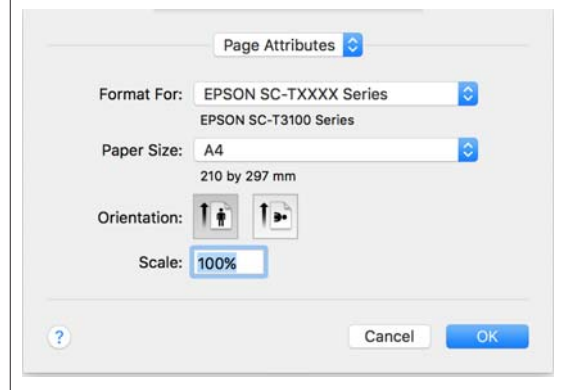 Page Attributes
Format For: EPSON SC-TXXXX Series
EPSON SC-T3100 Series
Paper Size: A4
210 by 297 mm
Orientation:
Scale: 100%
? Cancel OK